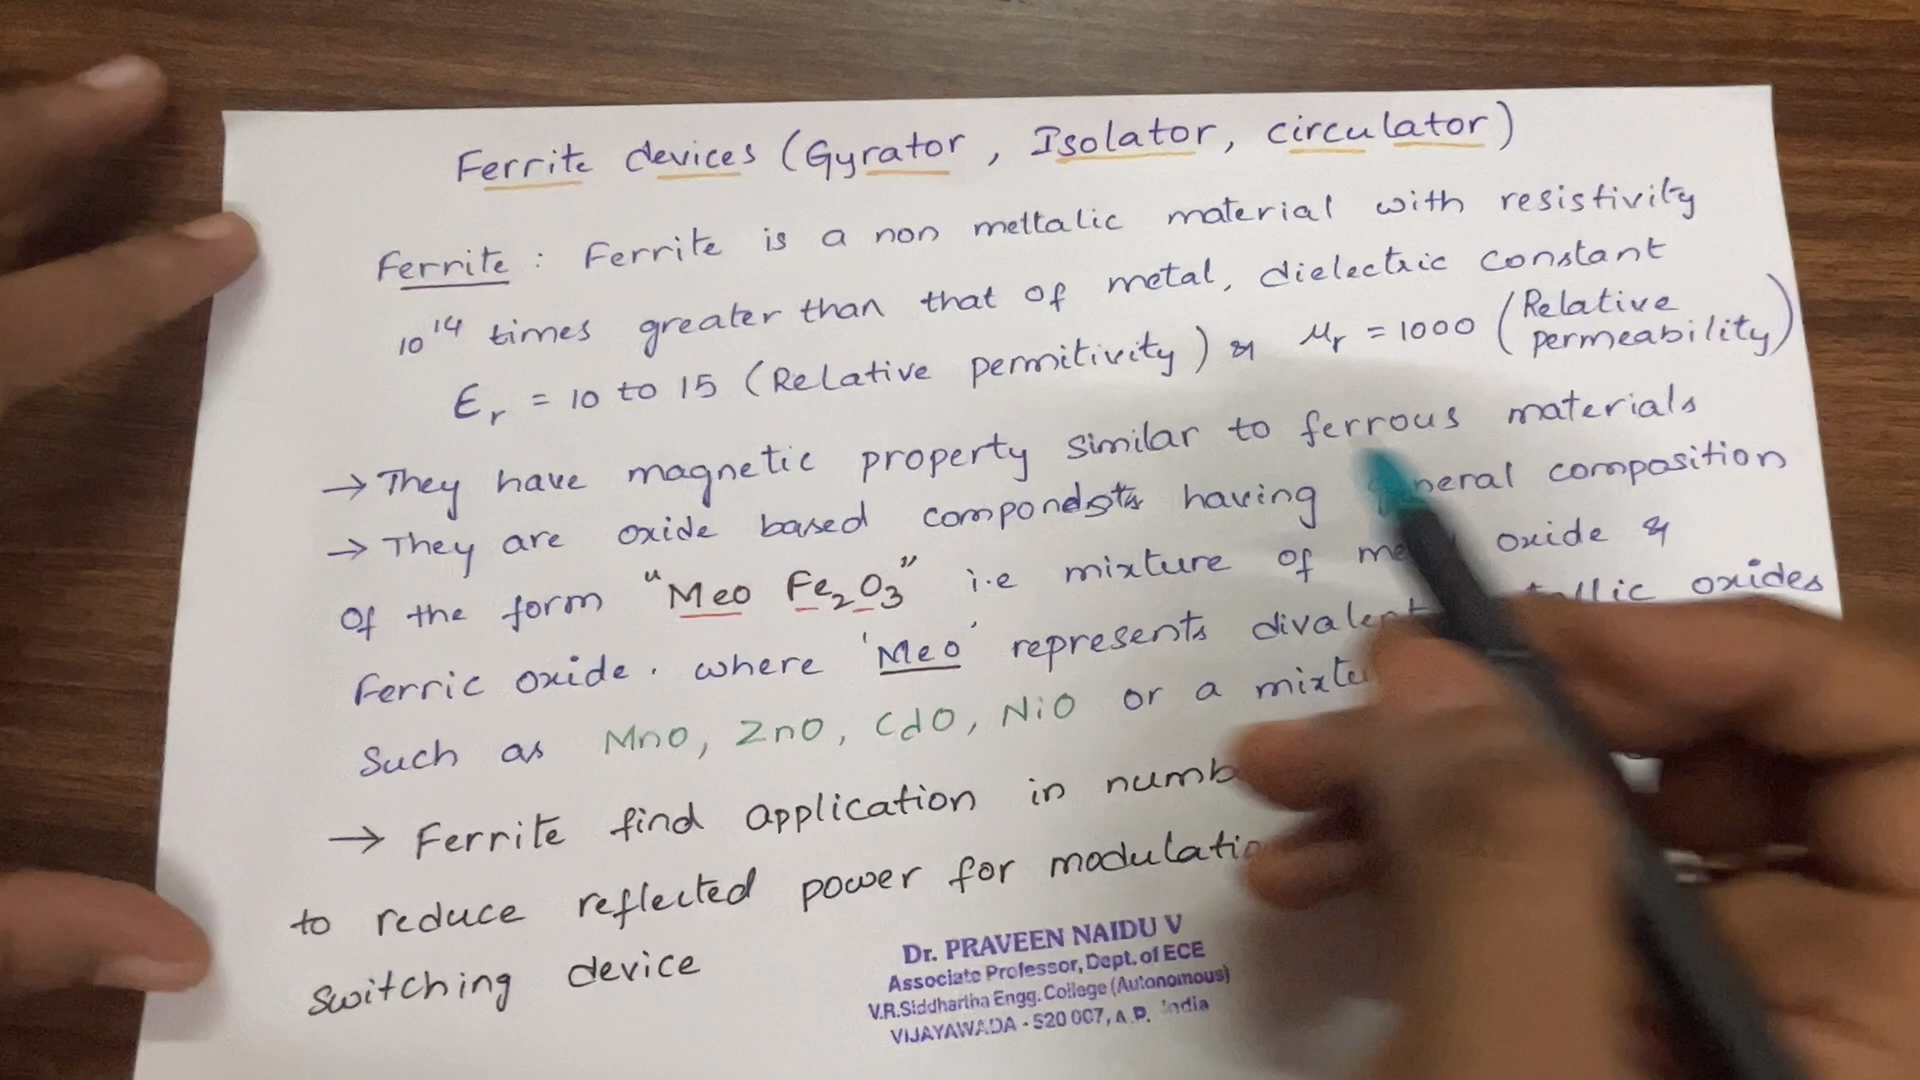 Ferrite devices (Gyrator, Isolator, circulator)
Ferrite : Ferrite is a non mettalic material with resistivity
10^14 times greater than that of metal, dielectric constant
Er = 10 to 15 (Relative permitivity) & μr = 1000 (Relative permeability)
→ They have magnetic property similar to ferrous materials
→ They are oxide based having composition
of the form "Meo Fe2O3" i.e mixture of oxide &
Ferric oxide. where 'Meo' represents oxides
Such as MnO, ZnO, CdO, NiO or a
→ Ferrite find application in
to reduce reflected power for
switching device
Dr. PRAVEEN NAIDU V
Associate Professor, Dept. of ECE
V.R.Siddhartha Engg. College (Autonomous)
VIJAYAWADA - 520 007, A.P. India